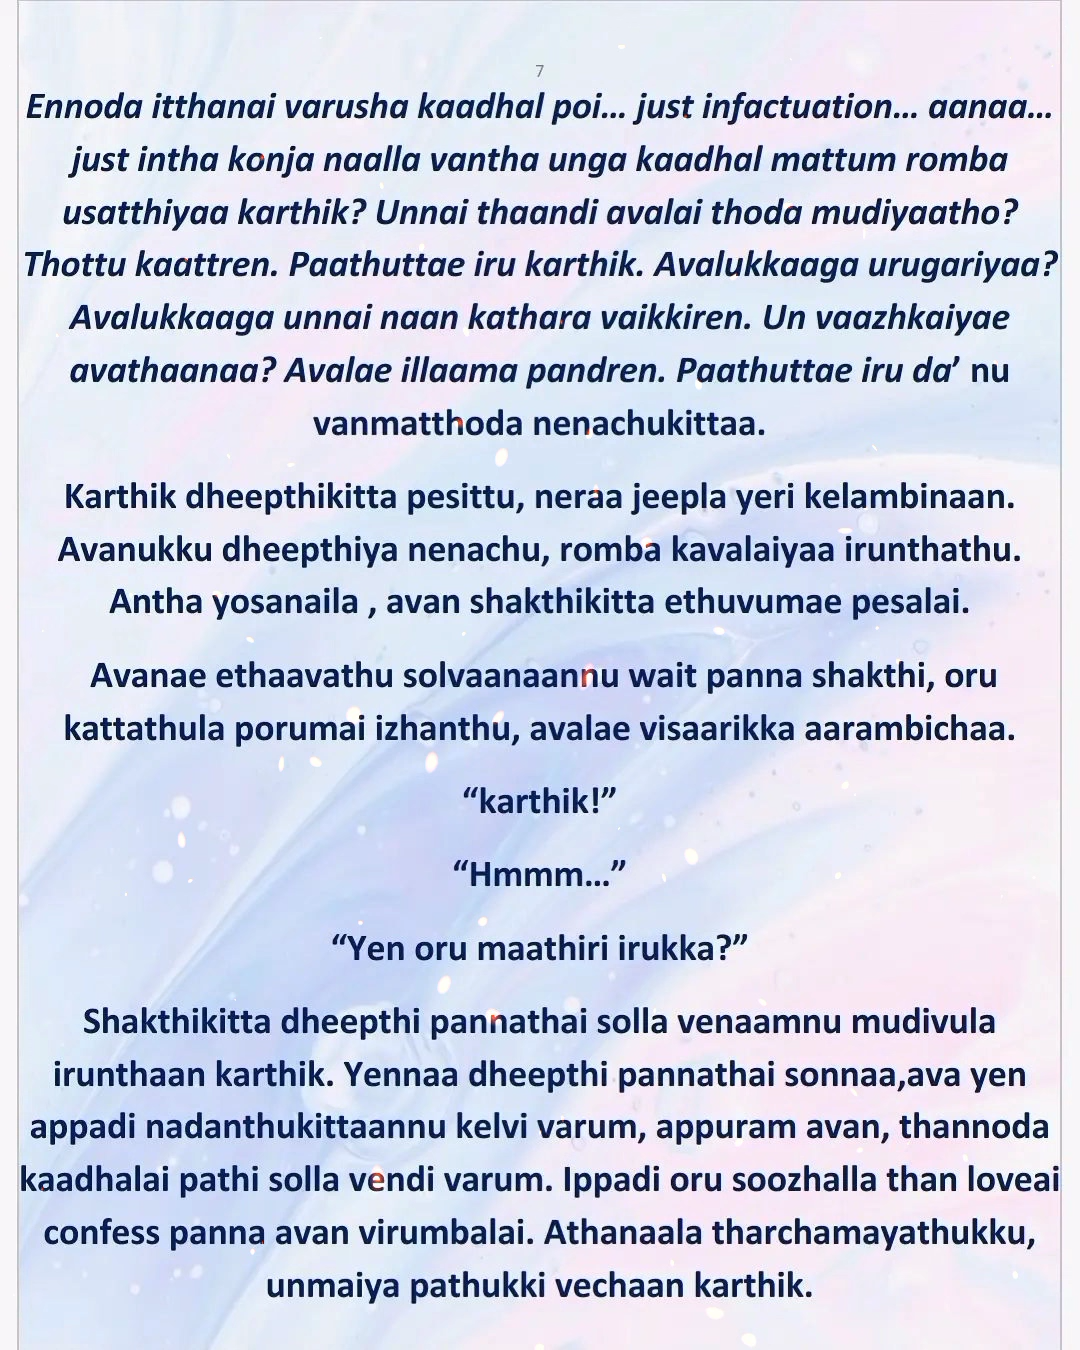 7
Ennoda itthanai varusha kaadhal poi... just infactuation... aanaa...
just intha konja naalla vantha unga kaadhal mattum romba
usatthiyaa karthik? Unnai thaandi avalai thoda mudiyaatho?
Thottu kaattren. Paathuttae iru karthik. Avalukkaaga urugariyaa?
Avalukkaaga unnai naan kathara vaikkiren. Un vaazhkaiyae
avathaanaa? Avalae illaama pandren. Paathuttae iru da’ nu
vanmatthoda nenachukittaa.
Karthik dheepthikitta pesittu, neraa jeepla yeri kelambinaan.
Avanukku dheepthiya nenachu, romba kavalaiyaa irunthathu.
Antha yosanaila , avan shakthikitta ethuvumae pesalai.
Avanae ethaavathu solvaanaannu wait panna shakthi, oru
kattathula porumai izhanthu, avalae visaarikka aarambichaa.
“karthik!”
“Hmmm...”
“Yen oru maathiri irukka?”
Shakthikitta dheepthi pannathai solla venaamnu mudivula
irunthaan karthik. Yennaa dheepthi pannathai sonnaa,ava yen
appadi nadanthukittaannu kelvi varum, appuram avan, thannoda
kaadhalai pathi solla vendi varum. Ippadi oru soozhalla than loveai
confess panna avan virumbalai. Athanaala tharchamayathukku,
unmaiya pathukki vechaan karthik.